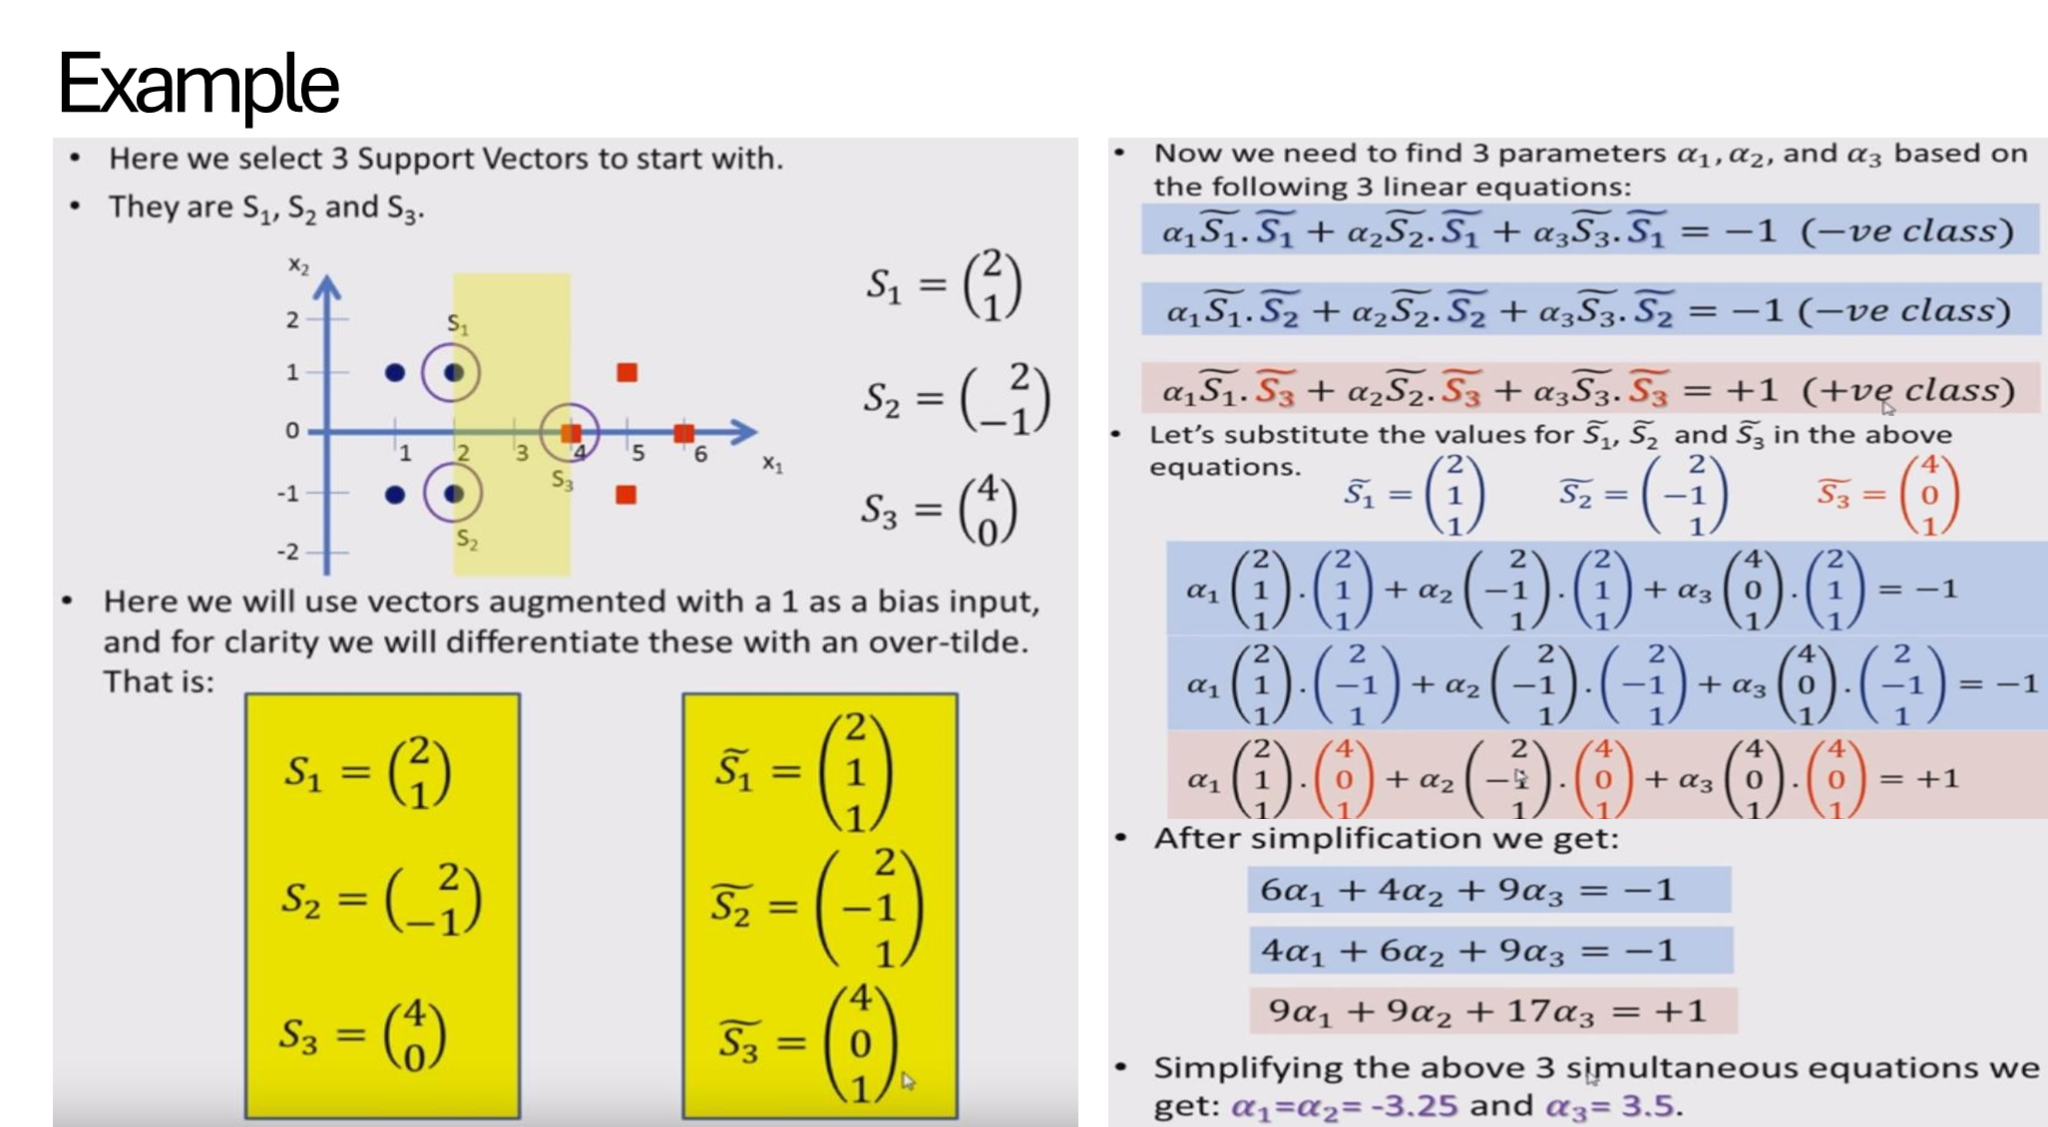 Example
• Here we select 3 Support Vectors to start with.
• They are S₁, S₂ and S₃.
x₂
2
1
0
-1
-2
1 2 3 4 5 6
x₁
S₁
S₂
S₃
S₁ = (2 1)
S₂ = (2 −1)
S₃ = (4 0)
• Here we will use vectors augmented with a 1 as a bias input,
and for clarity we will differentiate these with an over-tilde.
That is:
S₁ = (2 1)
S₂ = (2 −1)
S₃ = (4 0)
S̃₁ = (2 1 1)
S̃₂ = (2 −1 1)
S̃₃ = (4 0 1)
• Now we need to find 3 parameters α₁, α₂, and α₃ based on
the following 3 linear equations:
α₁S̃₁. S̃₁ + α₂S̃₂. S̃₁ + α₃S̃₃. S̃₁ = −1 (−ve class)
α₁S̃₁. S̃₂ + α₂S̃₂. S̃₂ + α₃S̃₃. S̃₂ = −1 (−ve class)
α₁S̃₁. S̃₃ + α₂S̃₂. S̃₃ + α₃S̃₃. S̃₃ = +1 (+ve class)
• Let's substitute the values for S̃₁, S̃₂ and S̃₃ in the above
equations. S̃₁ = (2 1 1) S̃₂ = (2 −1 1) S̃₃ = (4 0 1)
α₁ (2 1 1) . (2 1 1) + α₂ (2 −1 1) . (2 1 1) + α₃ (4 0 1) . (2 1 1) = −1
α₁ (2 1 1) . (2 −1 1) + α₂ (2 −1 1) . (2 −1 1) + α₃ (4 0 1) . (2 −1 1) = −1
α₁ (2 1 1) . (4 0 1) + α₂ (2 −1 1) . (4 0 1) + α₃ (4 0 1) . (4 0 1) = +1
• After simplification we get:
6α₁ + 4α₂ + 9α₃ = −1
4α₁ + 6α₂ + 9α₃ = −1
9α₁ + 9α₂ + 17α₃ = +1
• Simplifying the above 3 simultaneous equations we
get: α₁=α₂= -3.25 and α₃= 3.5.